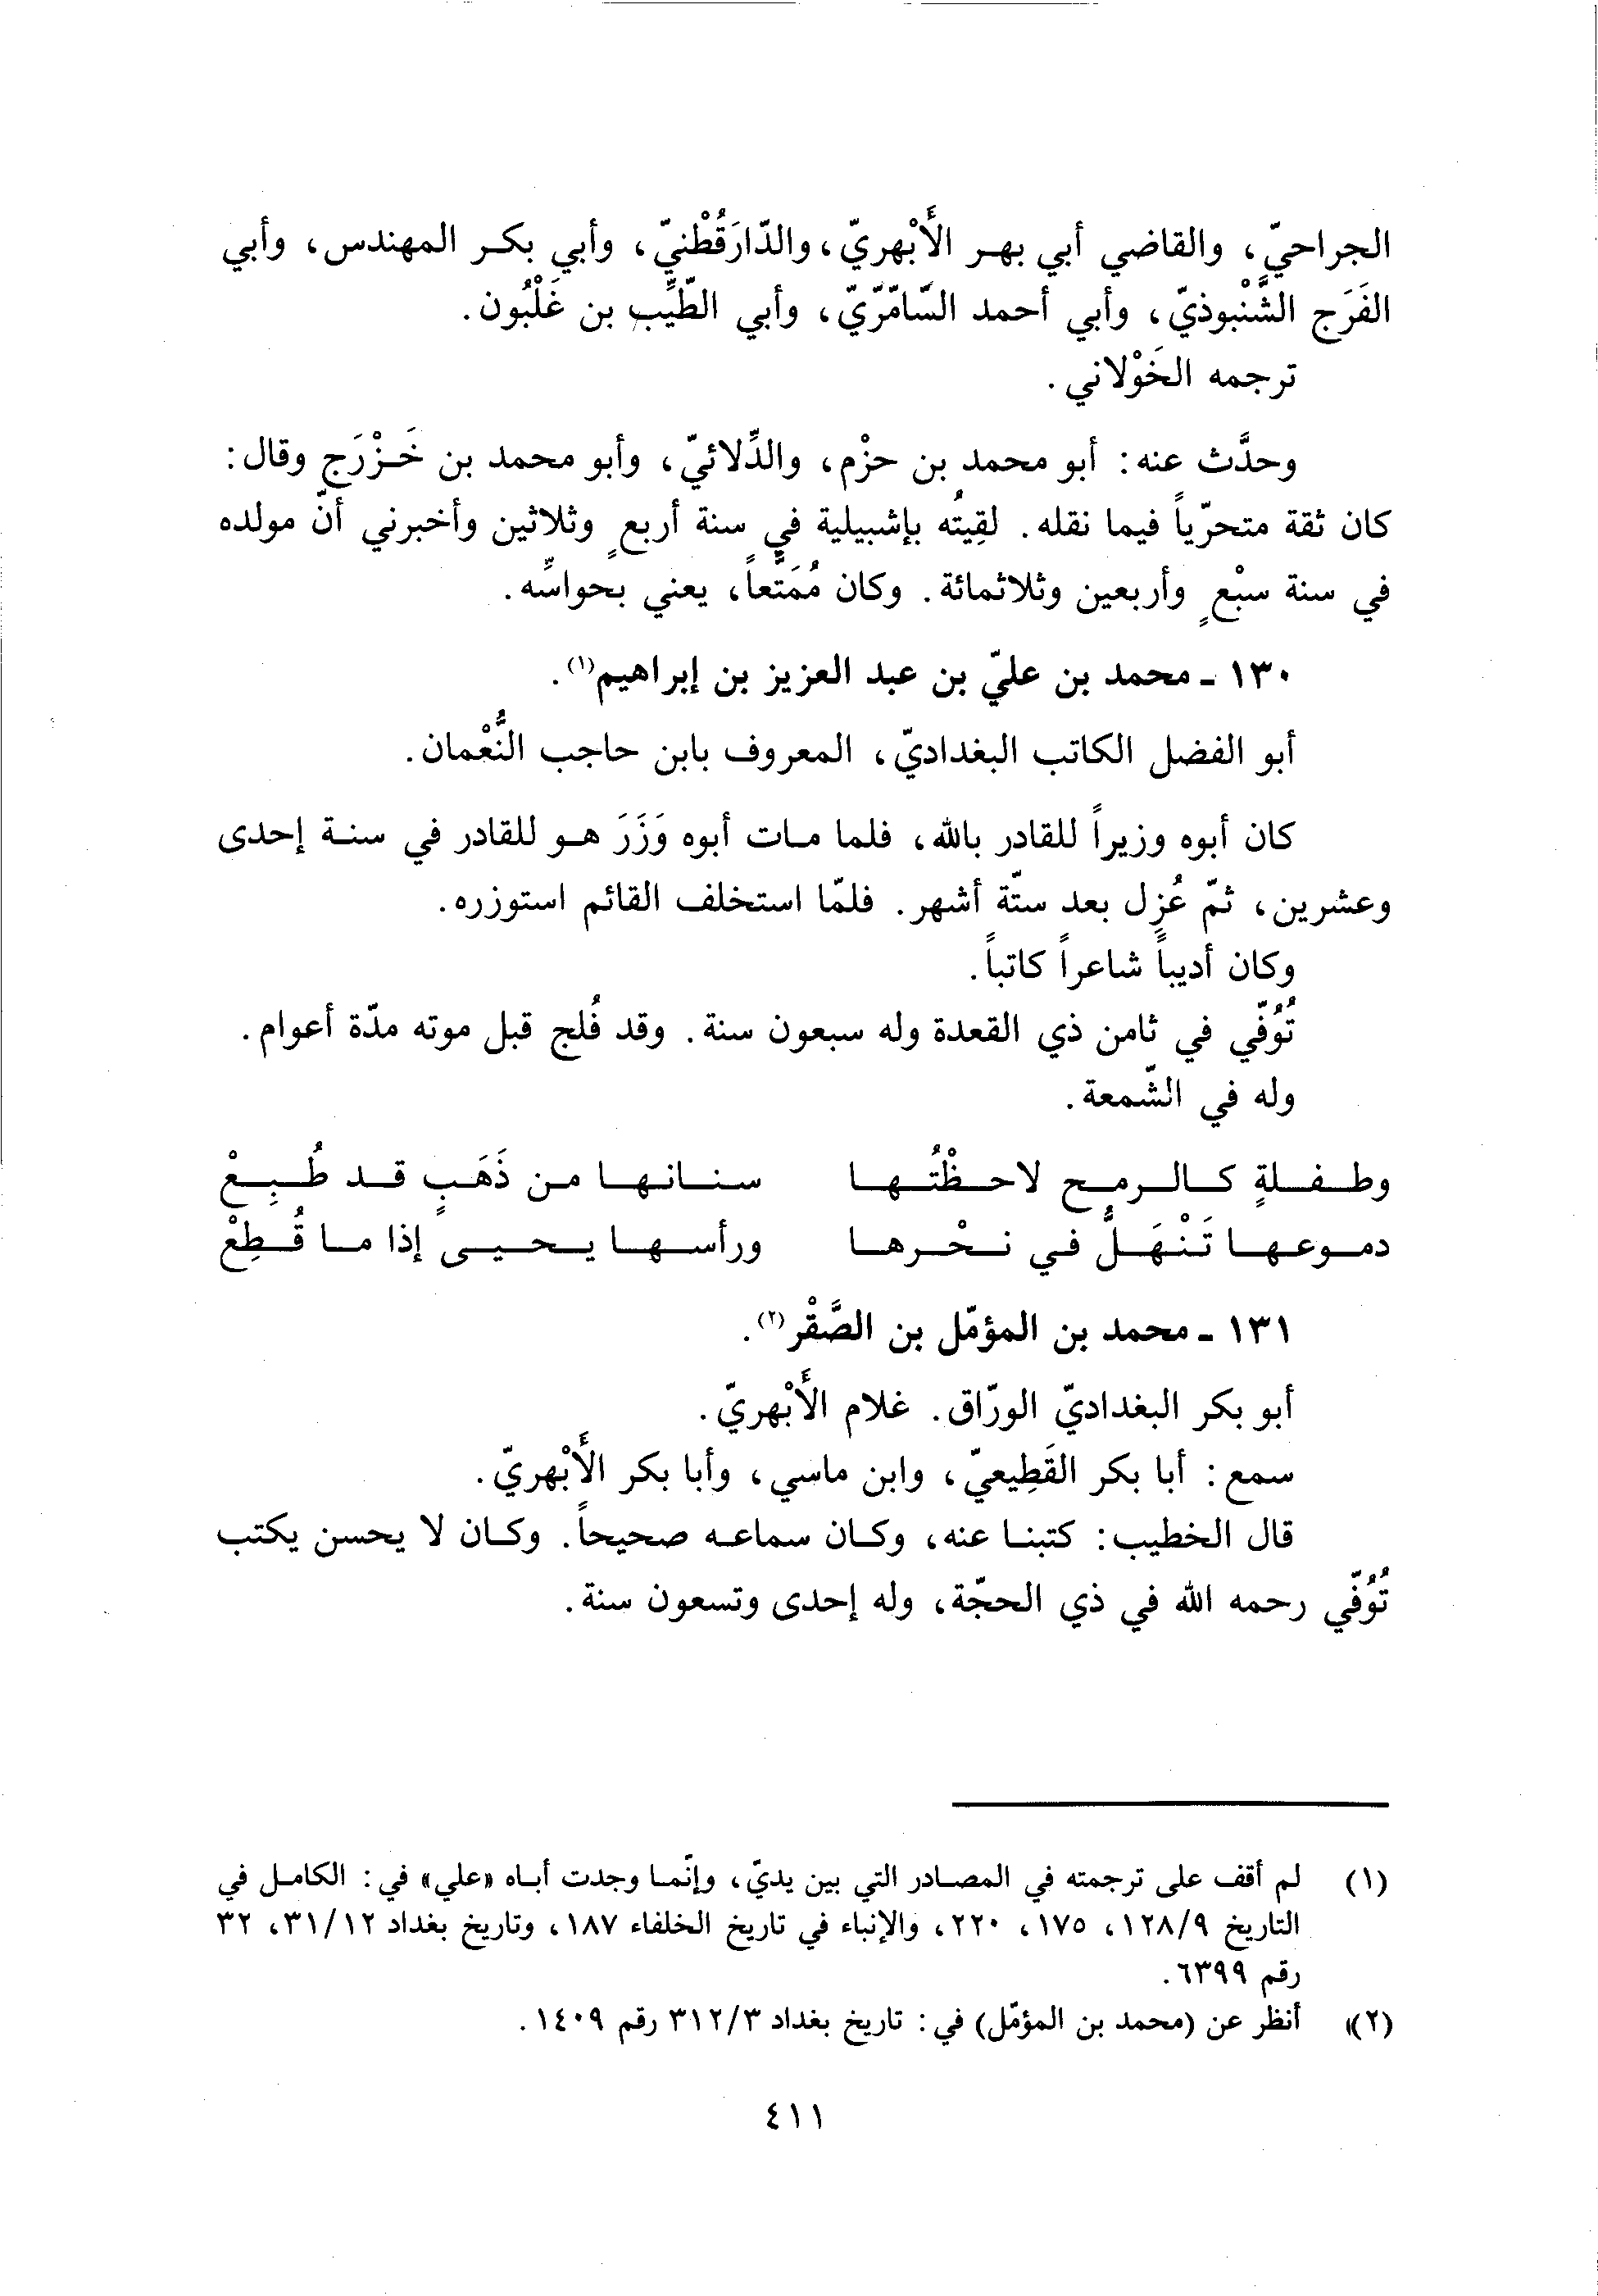 الجراحيّ، والقاضي أبي بهر الأَبْهريّ، والدّارَقُطْنيّ، وأبي بكر المهندس، وأبي
الفَرَج الشَّنْبوذيّ، وأبي أحمد السّامّرّيّ، وأبي الطّيِّب بن غَلْبُون.
ترجمه الخَوْلاني.
وحدَّث عنه: أبو محمد بن حزْم، والدِّلائيّ، وأبو محمد بن خَزْرَج وقال:
كان ثقة متحرّياً فيما نقله. لقِيتُه بإشبيلية في سنة أربعٍ وثلاثين وأخبرني أنّ مولده
في سنة سبْعٍ وأربعين وثلاثمائة. وكان مُمَتَّعاً، يعني بحواسِّه.
١٣٠ - محمد بن عليّ بن عبد العزيز بن إبراهيم(١).
أبو الفضل الكاتب البغداديّ، المعروف بابن حاجب النُّعْمان.
كان أبوه وزيراً للقادر بالله، فلما مات أبوه وَزَرَ هو للقادر في سنة إحدى
وعشرين، ثمّ عُزِل بعد ستّة أشهر. فلمّا استخلف القائم استوزره.
وكان أديباً شاعراً كاتباً.
تُوُفّي في ثامن ذي القعدة وله سبعون سنة. وقد فُلج قبل موته مدّة أعوام.
وله في الشّمعة.
وطفلةٍ كالرمح لاحظْتُها سنانها من ذَهَبٍ قد طُبِعْ
دموعها تَنْهَلُّ في نحْرها ورأسها يحيى إذا ما قُطِعْ
١٣١ - محمد بن المؤمّل بن الصَّقْر(٢).
أبو بكر البغداديّ الورّاق. غلام الأَبْهريّ.
سمع: أبا بكر القَطِيعيّ، وابن ماسي، وأبا بكر الأَبْهريّ.
قال الخطيب: كتبنا عنه، وكان سماعه صحيحاً. وكان لا يحسن يكتب
تُوُفّي رحمه الله في ذي الحجّة، وله إحدى وتسعون سنة.
(١) لم أقف على ترجمته في المصادر التي بين يديّ، وإنّما وجدت أباه «علي» في: الكامل في
التاريخ ١٢٨/٩، ١٧٥، ٢٢٠، والإنباء في تاريخ الخلفاء ١٨٧، وتاريخ بغداد ٣١/١٢، ٣٢
رقم ٦٣٩٩.
(٢) أنظر عن (محمد بن المؤمّل) في: تاريخ بغداد ٣١٢/٣ رقم ١٤٠٩.
٤١١